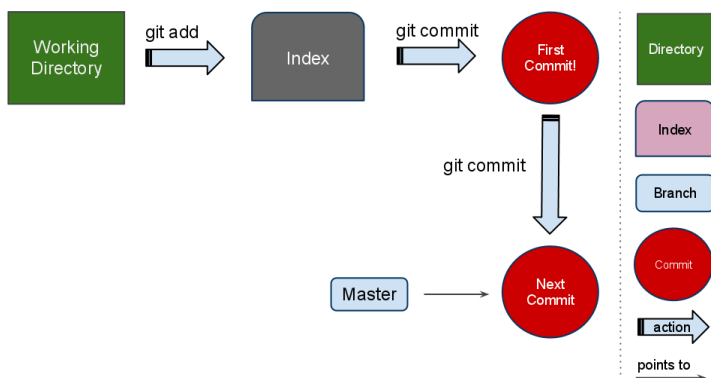 Working
Directory
git add
Index
git commit
First
Commit!
git commit
Master
Next
Commit
Directory
Index
Branch
Commit
action
points to